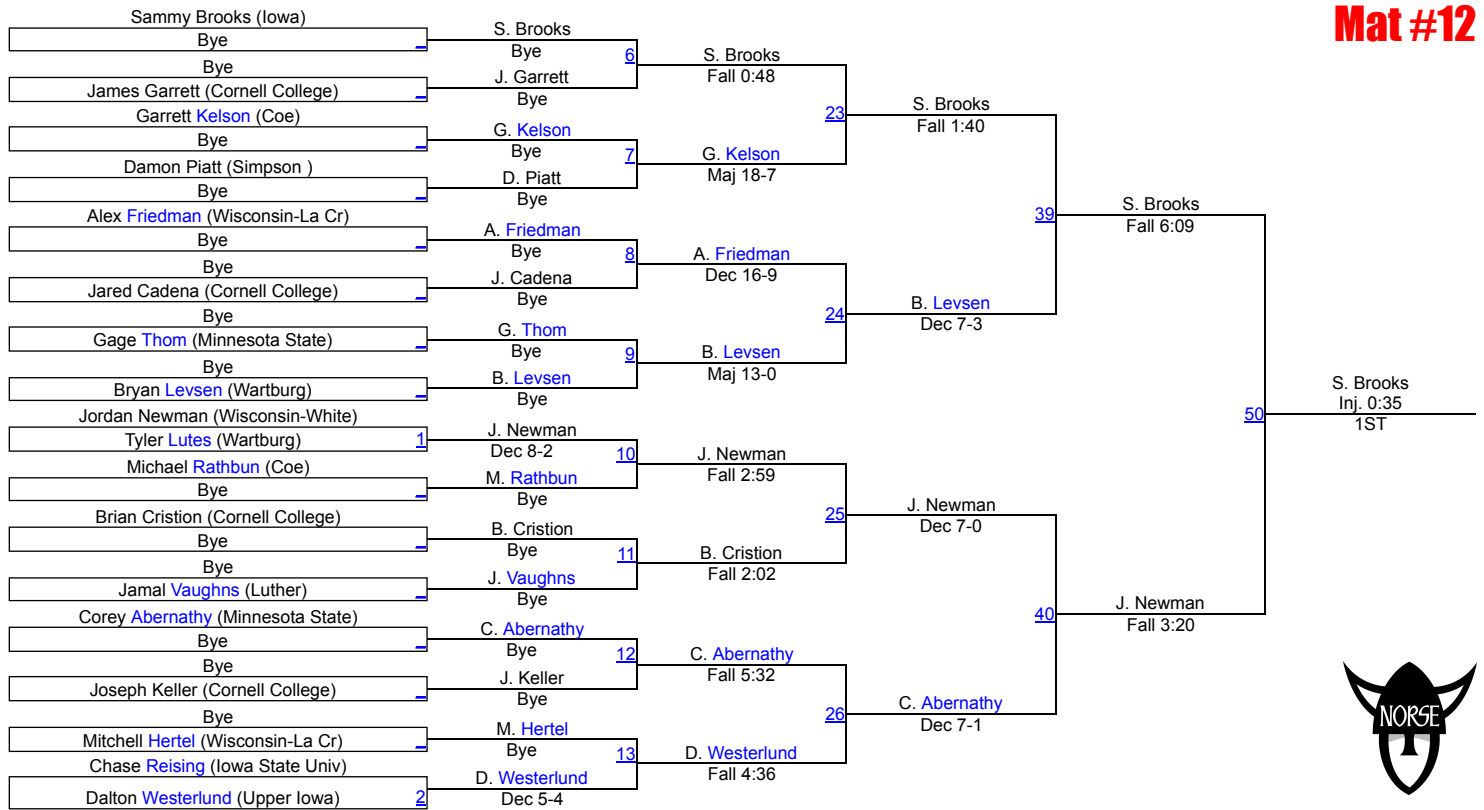 Mat #12
Sammy Brooks (Iowa)
Bye
Bye
James Garrett (Cornell College)
Garrett Kelson (Coe)
Bye
Damon Piatt (Simpson )
Bye
Alex Friedman (Wisconsin-La Cr)
Bye
Bye
Jared Cadena (Cornell College)
Bye
Gage Thom (Minnesota State)
Bye
Bryan Levsen (Wartburg)
Jordan Newman (Wisconsin-White)
Tyler Lutes (Wartburg) 1
Michael Rathbun (Coe)
Bye
Brian Cristion (Cornell College)
Bye
Bye
Jamal Vaughns (Luther)
Corey Abernathy (Minnesota State)
Bye
Bye
Joseph Keller (Cornell College)
Bye
Mitchell Hertel (Wisconsin-La Cr)
Chase Reising (Iowa State Univ)
Dalton Westerlund (Upper Iowa) 2
S. Brooks
Bye
6
J. Garrett
Bye
G. Kelson
Bye
7
D. Piatt
Bye
A. Friedman
Bye
8
J. Cadena
Bye
G. Thom
Bye
9
B. Levsen
Bye
J. Newman
Dec 8-2
10
M. Rathbun
Bye
B. Cristion
Bye
11
J. Vaughns
Bye
C. Abernathy
Bye
12
J. Keller
Bye
M. Hertel
Bye
13
D. Westerlund
Dec 5-4
S. Brooks
Fall 0:48
23
G. Kelson
Maj 18-7
A. Friedman
Dec 16-9
24
B. Levsen
Maj 13-0
J. Newman
Fall 2:59
25
B. Cristion
Fall 2:02
C. Abernathy
Fall 5:32
26
D. Westerlund
Fall 4:36
S. Brooks
Fall 1:40
39
B. Levsen
Dec 7-3
J. Newman
Dec 7-0
40
C. Abernathy
Dec 7-1
S. Brooks
Fall 6:09
50
J. Newman
Fall 3:20
S. Brooks
Inj. 0:35
1ST
NORSE